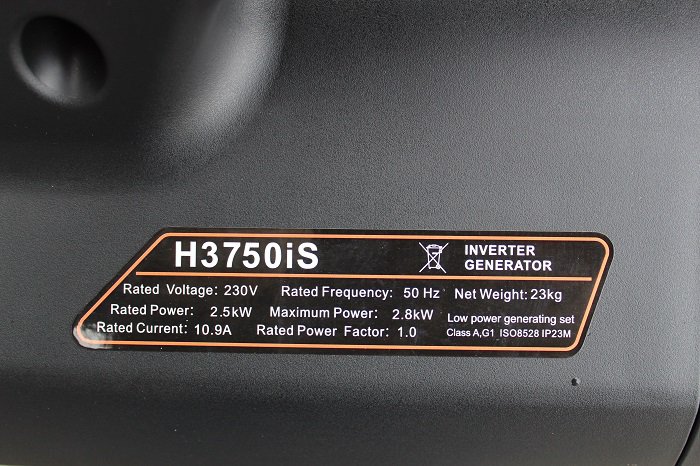 H3750iS
INVERTER
GENERATOR
Rated Voltage: 230V Rated Frequency: 50 Hz Net Weight: 23kg
Rated Power: 2.5kW Maximum Power: 2.8kW Low power generating set
Rated Current: 10.9A Rated Power Factor: 1.0 Class A,G1 ISO8528 IP23M